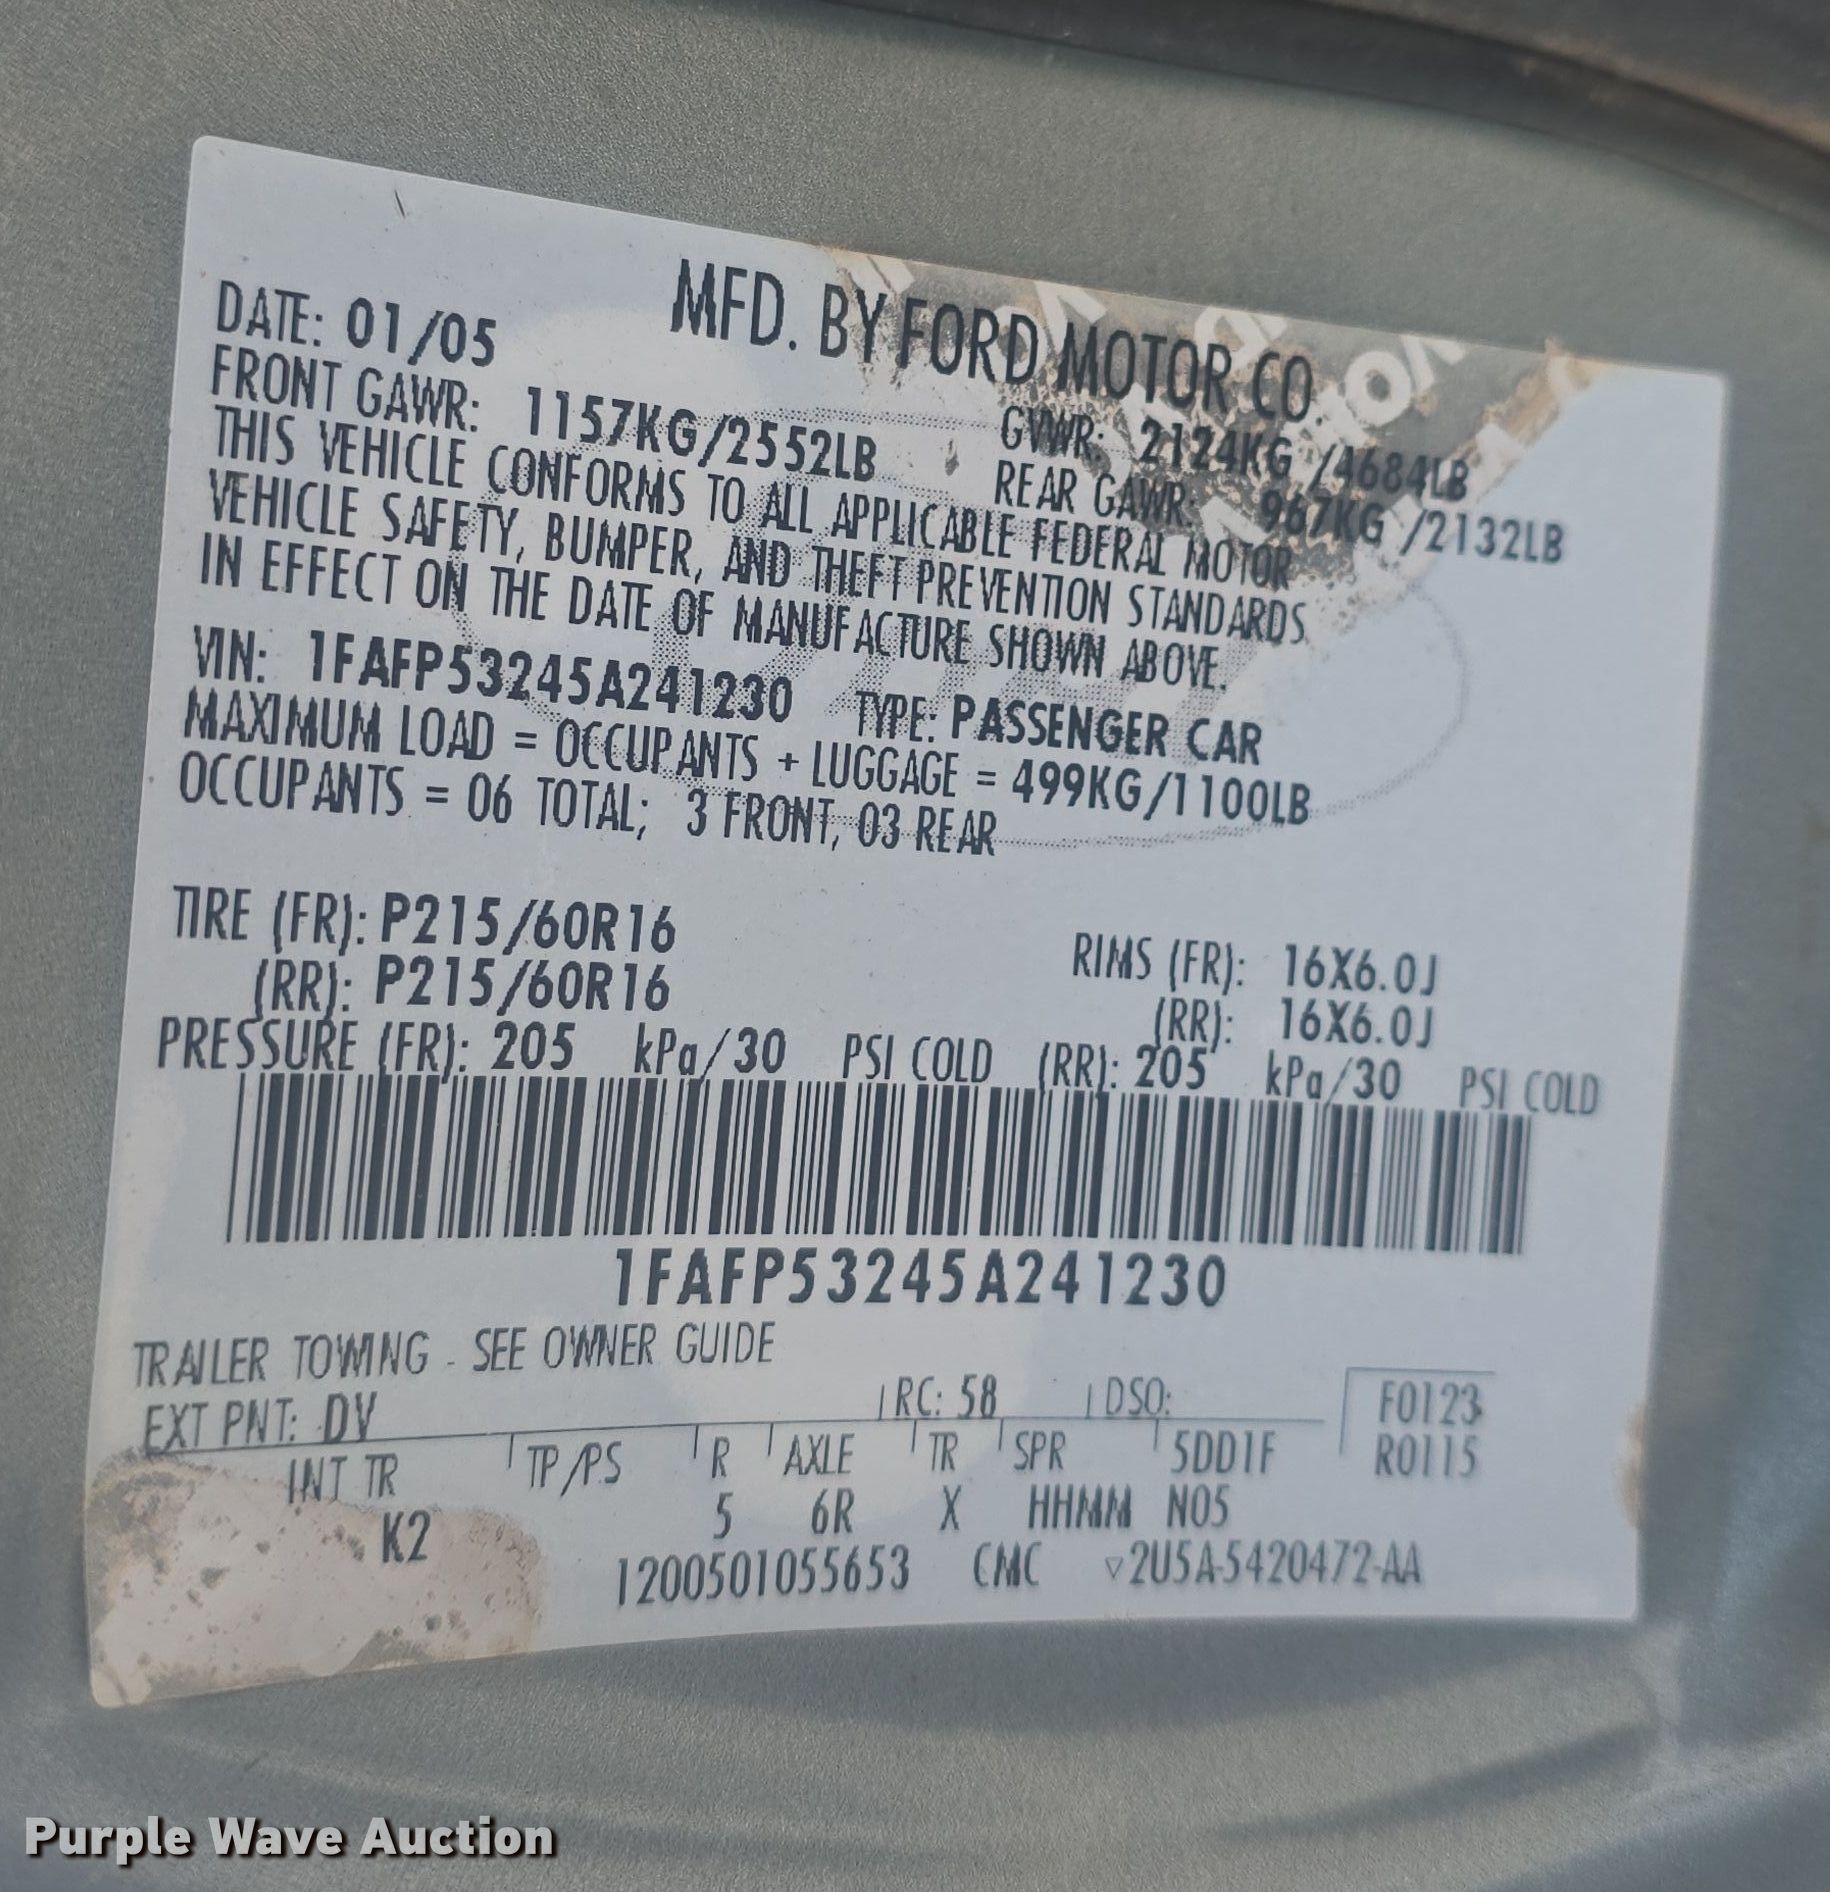 MFD. BY FORD MOTOR CO
DATE: 01/05
GVWR: 2124KG /4684LB
FRONT GAWR: 1157KG/2552LB
REAR GAWR: 967KG /2132LB
THIS VEHICLE CONFORMS TO ALL APPLICABLE FEDERAL MOTOR
VEHICLE SAFETY, BUMPER, AND THEFT PREVENTION STANDARDS
IN EFFECT ON THE DATE OF MANUFACTURE SHOWN ABOVE.
VIN: 1FAFP53245A241230 TYPE: PASSENGER CAR
MAXIMUM LOAD = OCCUPANTS + LUGGAGE = 499KG/1100LB
OCCUPANTS = 06 TOTAL; 3 FRONT, 03 REAR
TIRE (FR): P215/60R16 RIMS (FR): 16X6.0J
(RR): P215/60R16 (RR): 16X6.0J
PRESSURE (FR): 205 kPa/30 PSI COLD (RR): 205 kPa/30 PSI COLD
1FAFP53245A241230
TRAILER TOWING - SEE OWNER GUIDE
EXT PNT: DV RC: 58 DSO: F0123
INT TR TP/PS R AXLE TR SPR 5DD1F R0115
K2 5 6R X HHMM N05
1200501055653 CMC ▽2U5A-5420472-AA
Purple Wave Auction